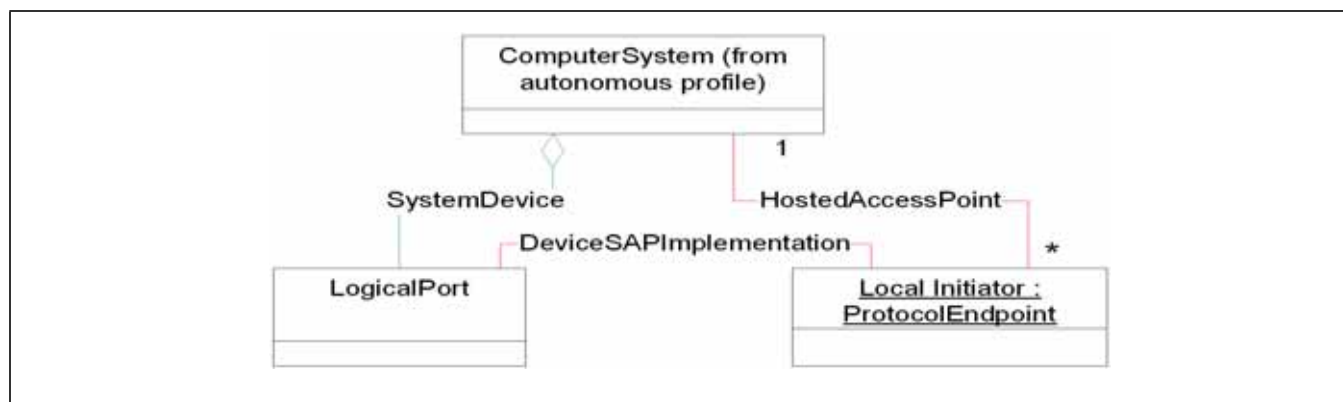 ComputerSystem (from
autonomous profile)
1
SystemDevice
HostedAccessPoint
DeviceSAPImplementation
*
LogicalPort
Local Initiator :
ProtocolEndpoint